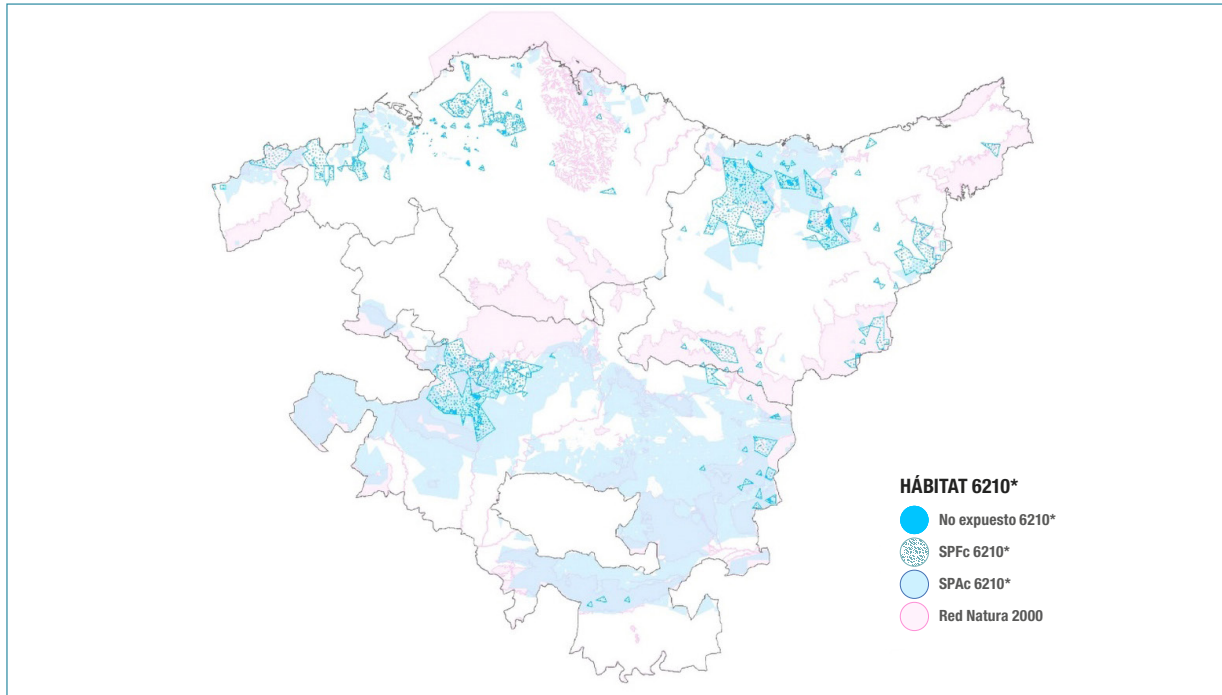 HÁBITAT 6210*
No expuesto 6210*
SPFc 6210*
SPAc 6210*
Red Natura 2000